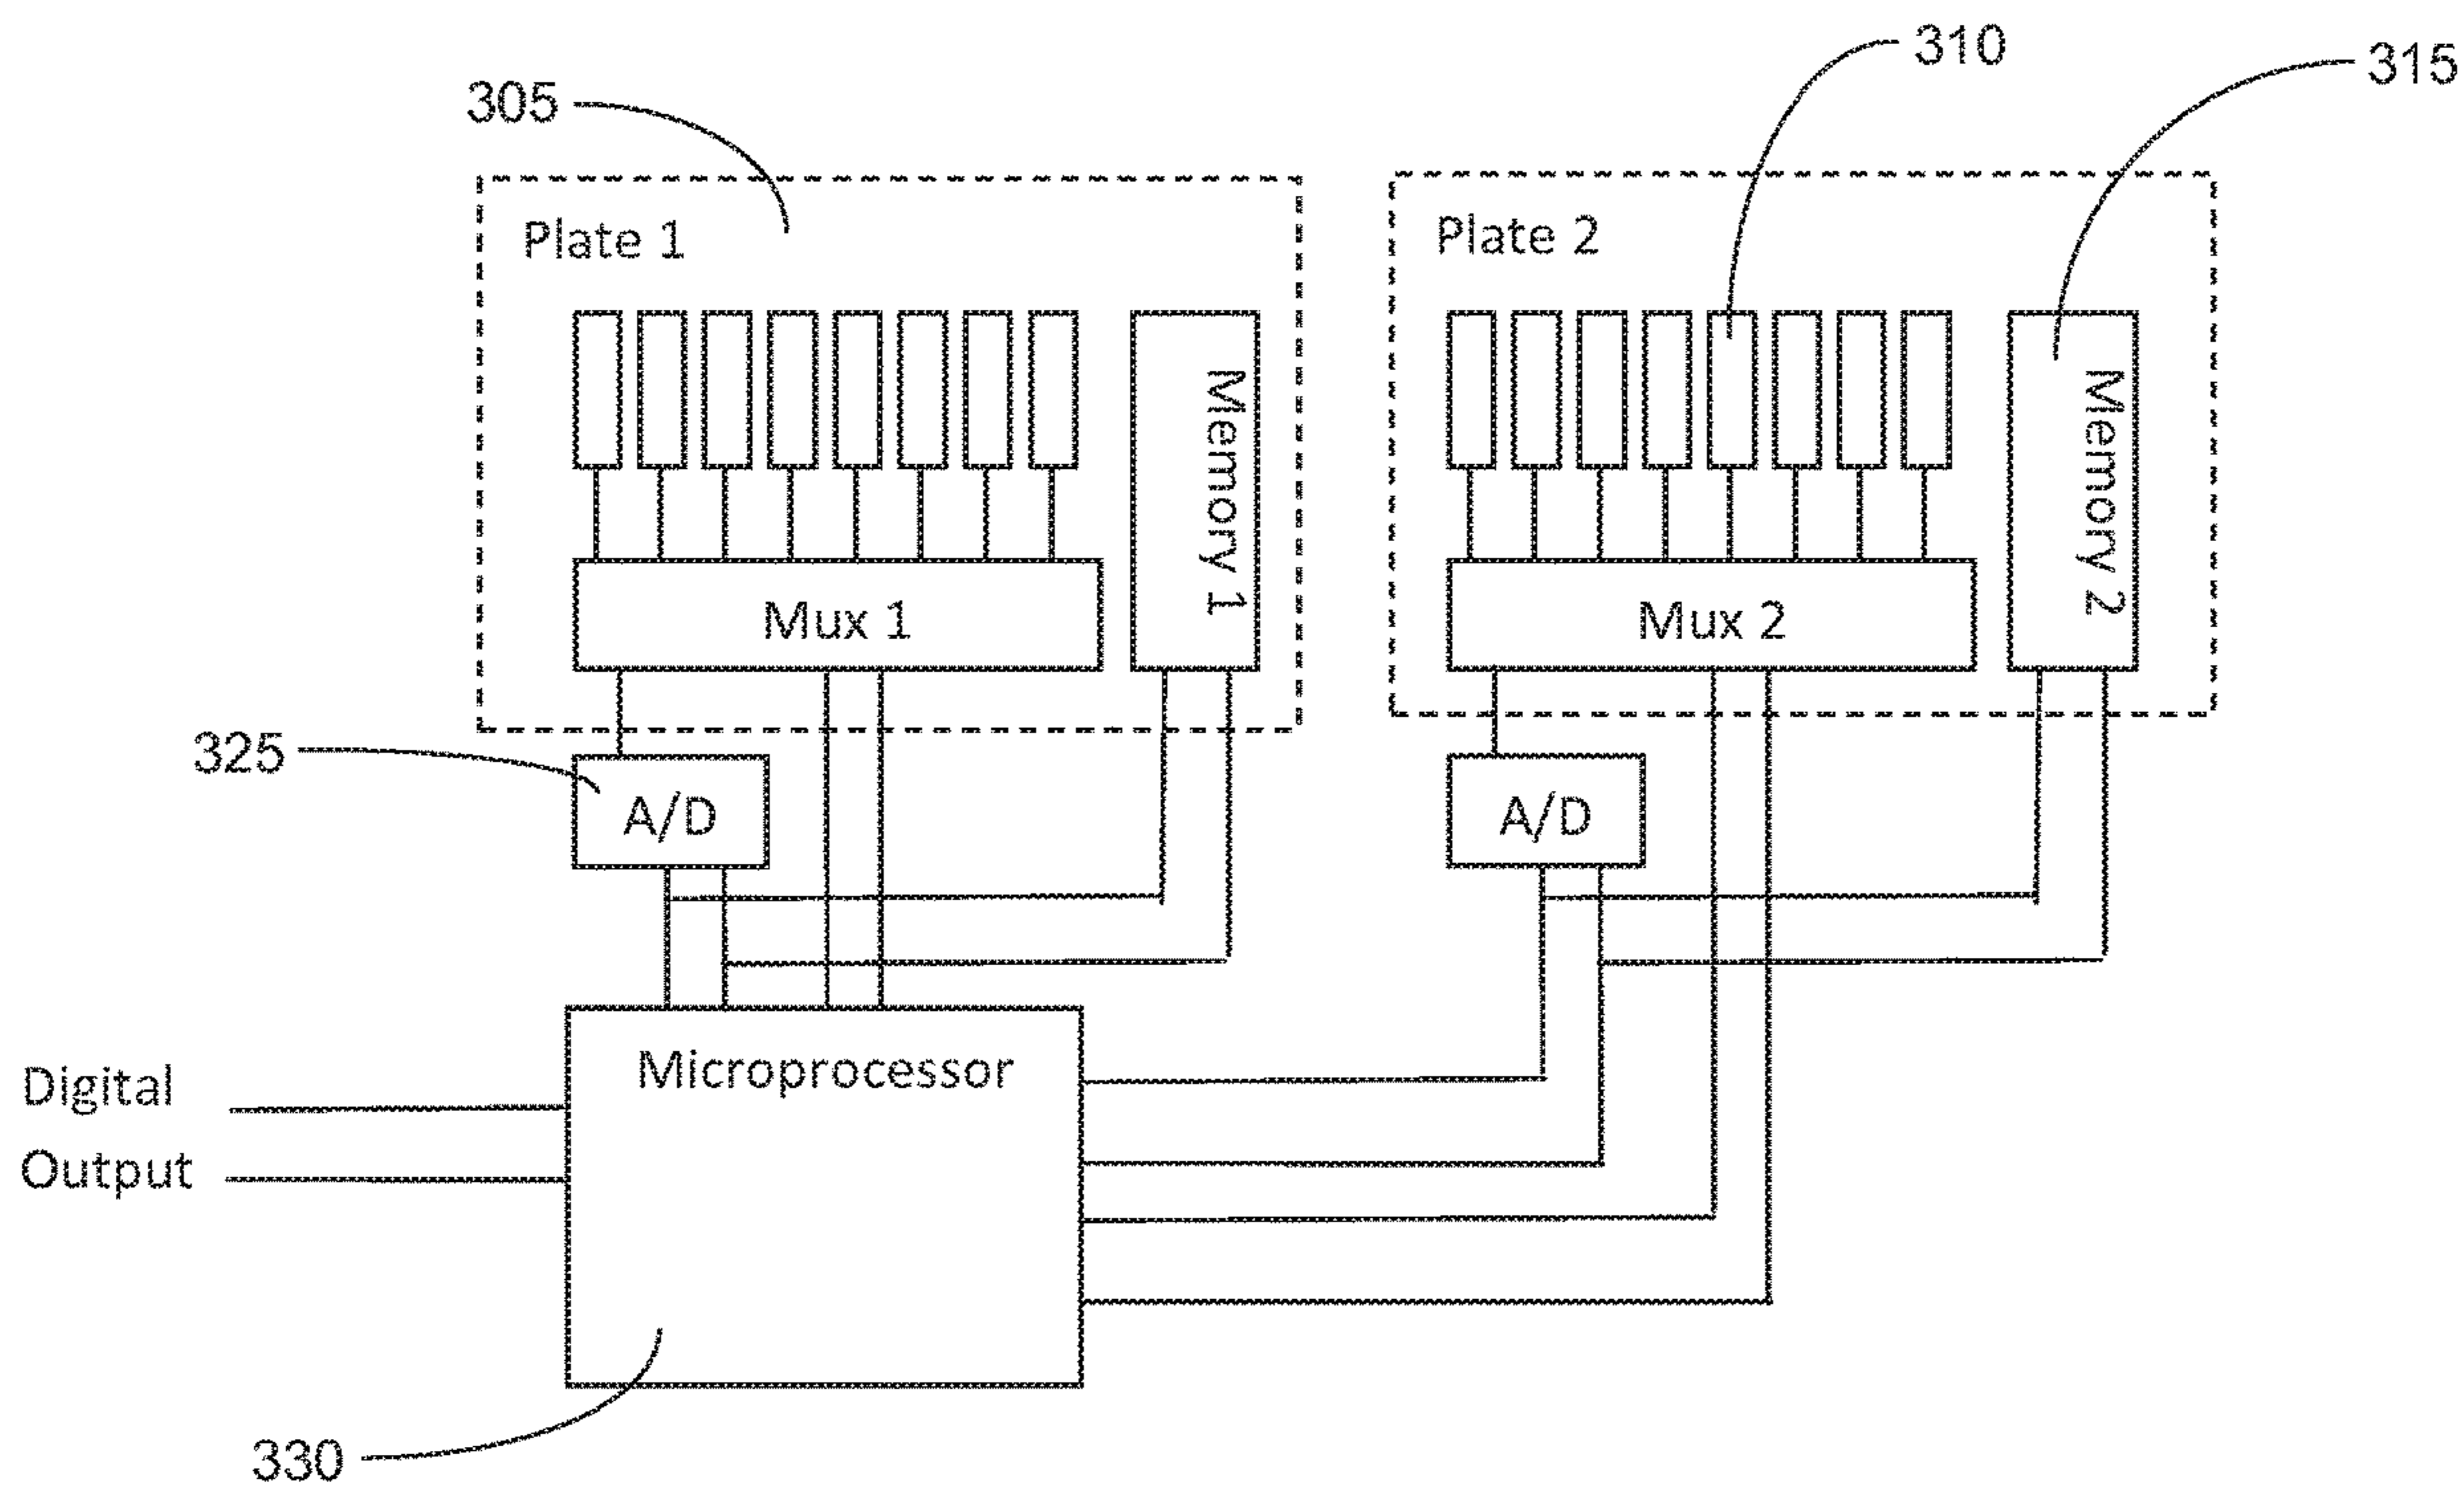 310
315
305
Plate 1
Plate 2
Memory 1
Memory 2
Mux 1
Mux 2
325
A/D
A/D
Microprocessor
Digital
Output
330